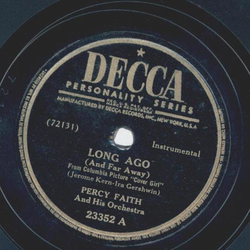 DECCA
PERSONALITY SERIES
MANUFACTURED BY DECCA RECORDS, INC., NEW YORK, U.S.A.
(72131)
Instrumental
LONG AGO
(And Far Away)
From Columbia Picture "Cover Girl"
(Jerome Kern-Ira Gershwin)
PERCY FAITH
And His Orchestra
23352 A